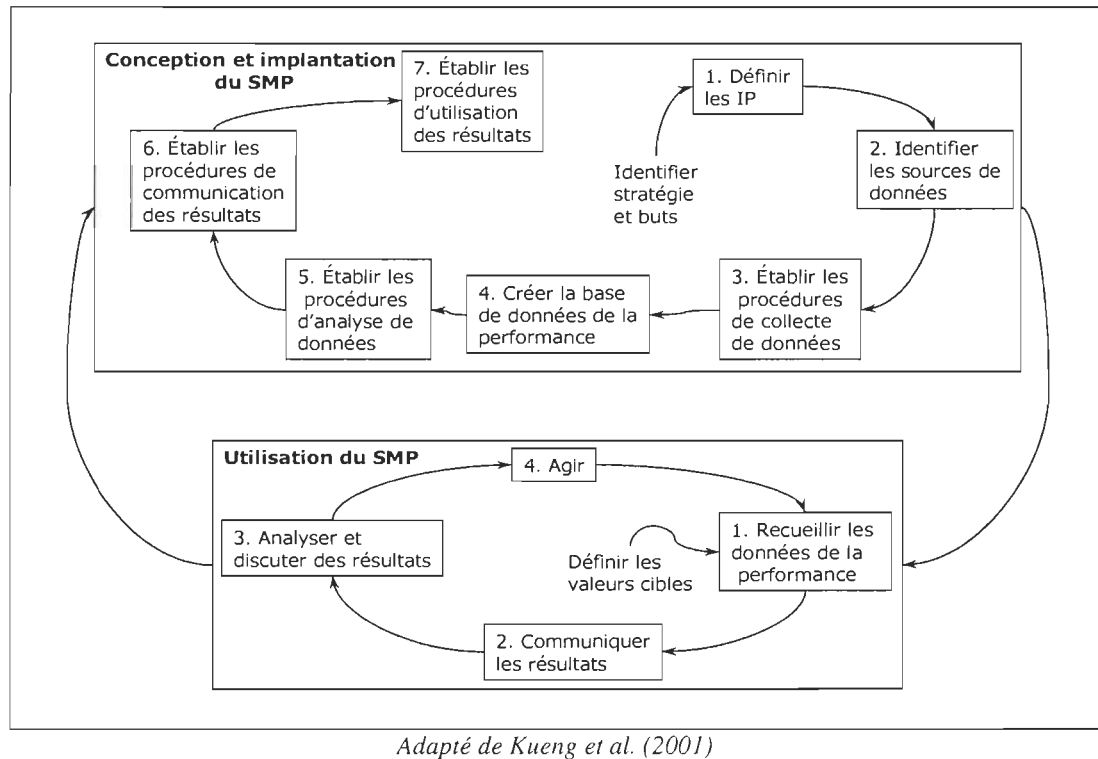 Conception et implantation
du SMP
7. Établir les
procédures
d'utilisation
des résultats
1. Définir
les IP
6. Établir les
procédures de
communication
des résultats
Identifier
stratégie
et buts
2. Identifier
les sources de
données
5. Établir les
procédures
d'analyse de
données
4. Créer la base
de données de la
performance
3. Établir les
procédures
de collecte
de données
Utilisation du SMP
4. Agir
3. Analyser et
discuter des résultats
Définir les
valeurs cibles
1. Recueillir les
données de la
performance
2. Communiquer
les résultats
Adapté de Kueng et al. (2001)